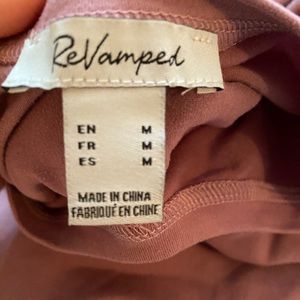 ReVamped
EN M
FR M
ES M
MADE IN CHINA
FABRIQUÉ EN CHINE